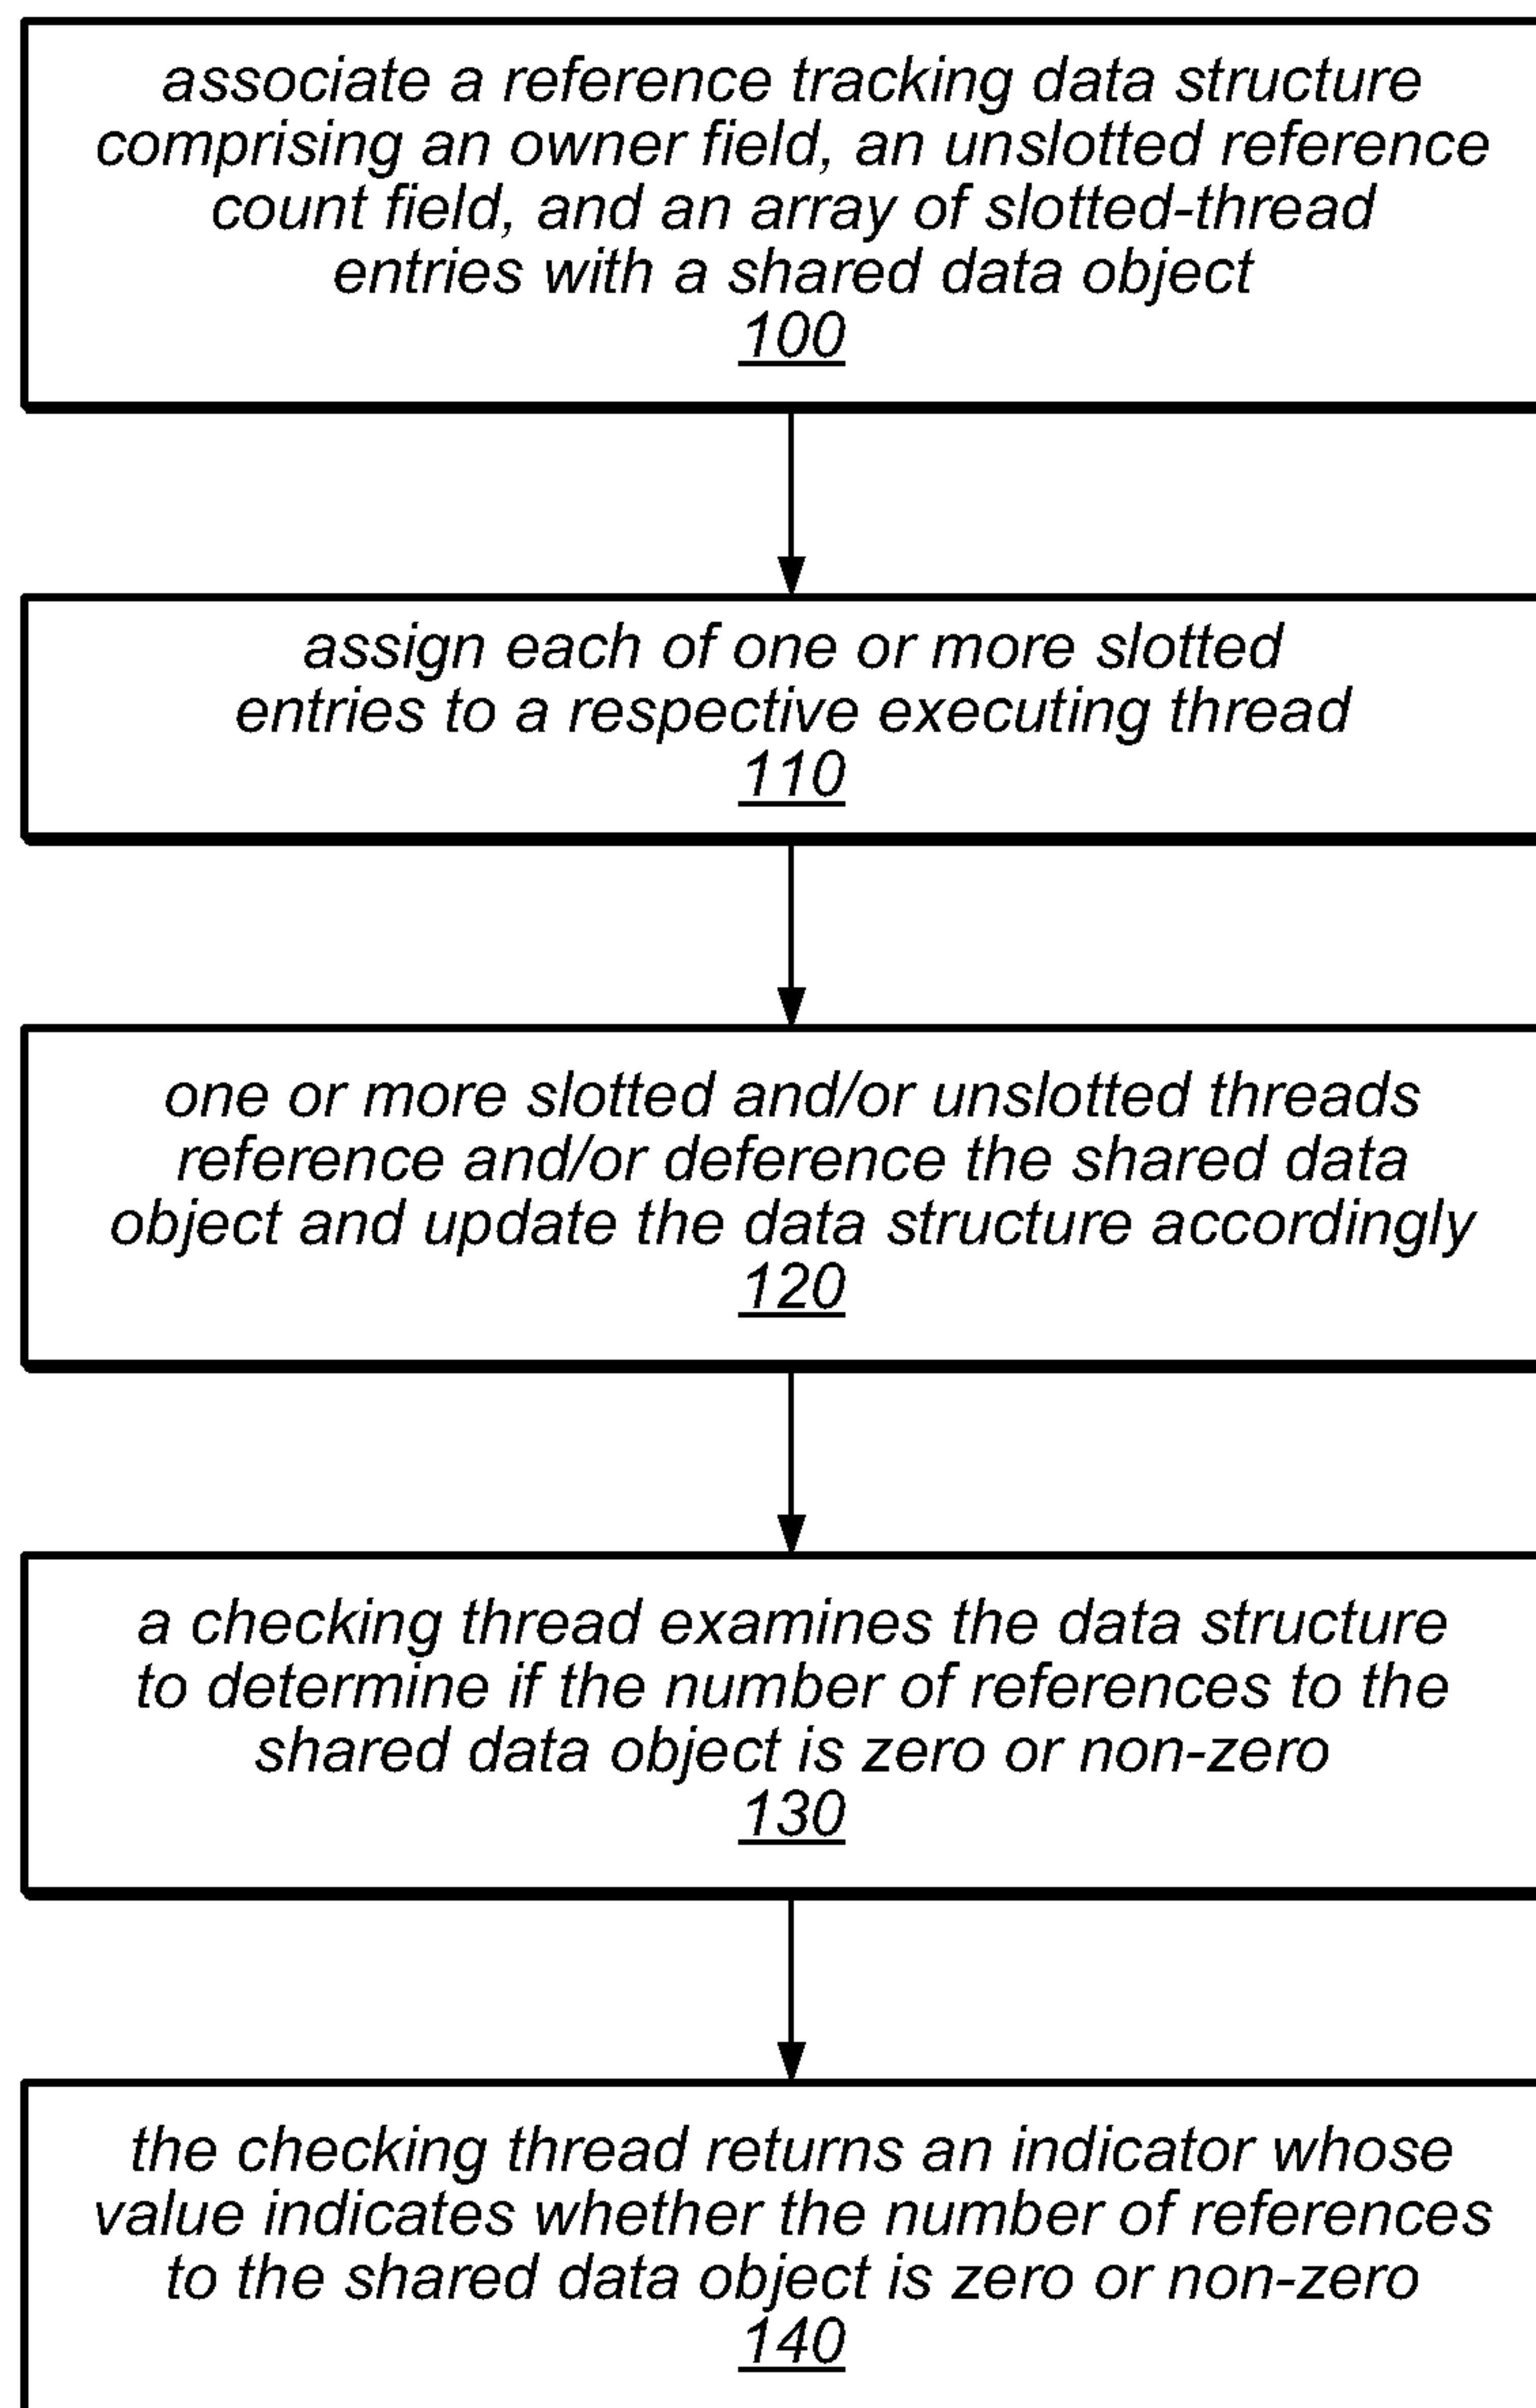 associate a reference tracking data structure
comprising an owner field, an unslotted reference
count field, and an array of slotted-thread
entries with a shared data object
100
assign each of one or more slotted
entries to a respective executing thread
110
one or more slotted and/or unslotted threads
reference and/or deference the shared data
object and update the data structure accordingly
120
a checking thread examines the data structure
to determine if the number of references to the
shared data object is zero or non-zero
130
the checking thread returns an indicator whose
value indicates whether the number of references
to the shared data object is zero or non-zero
140